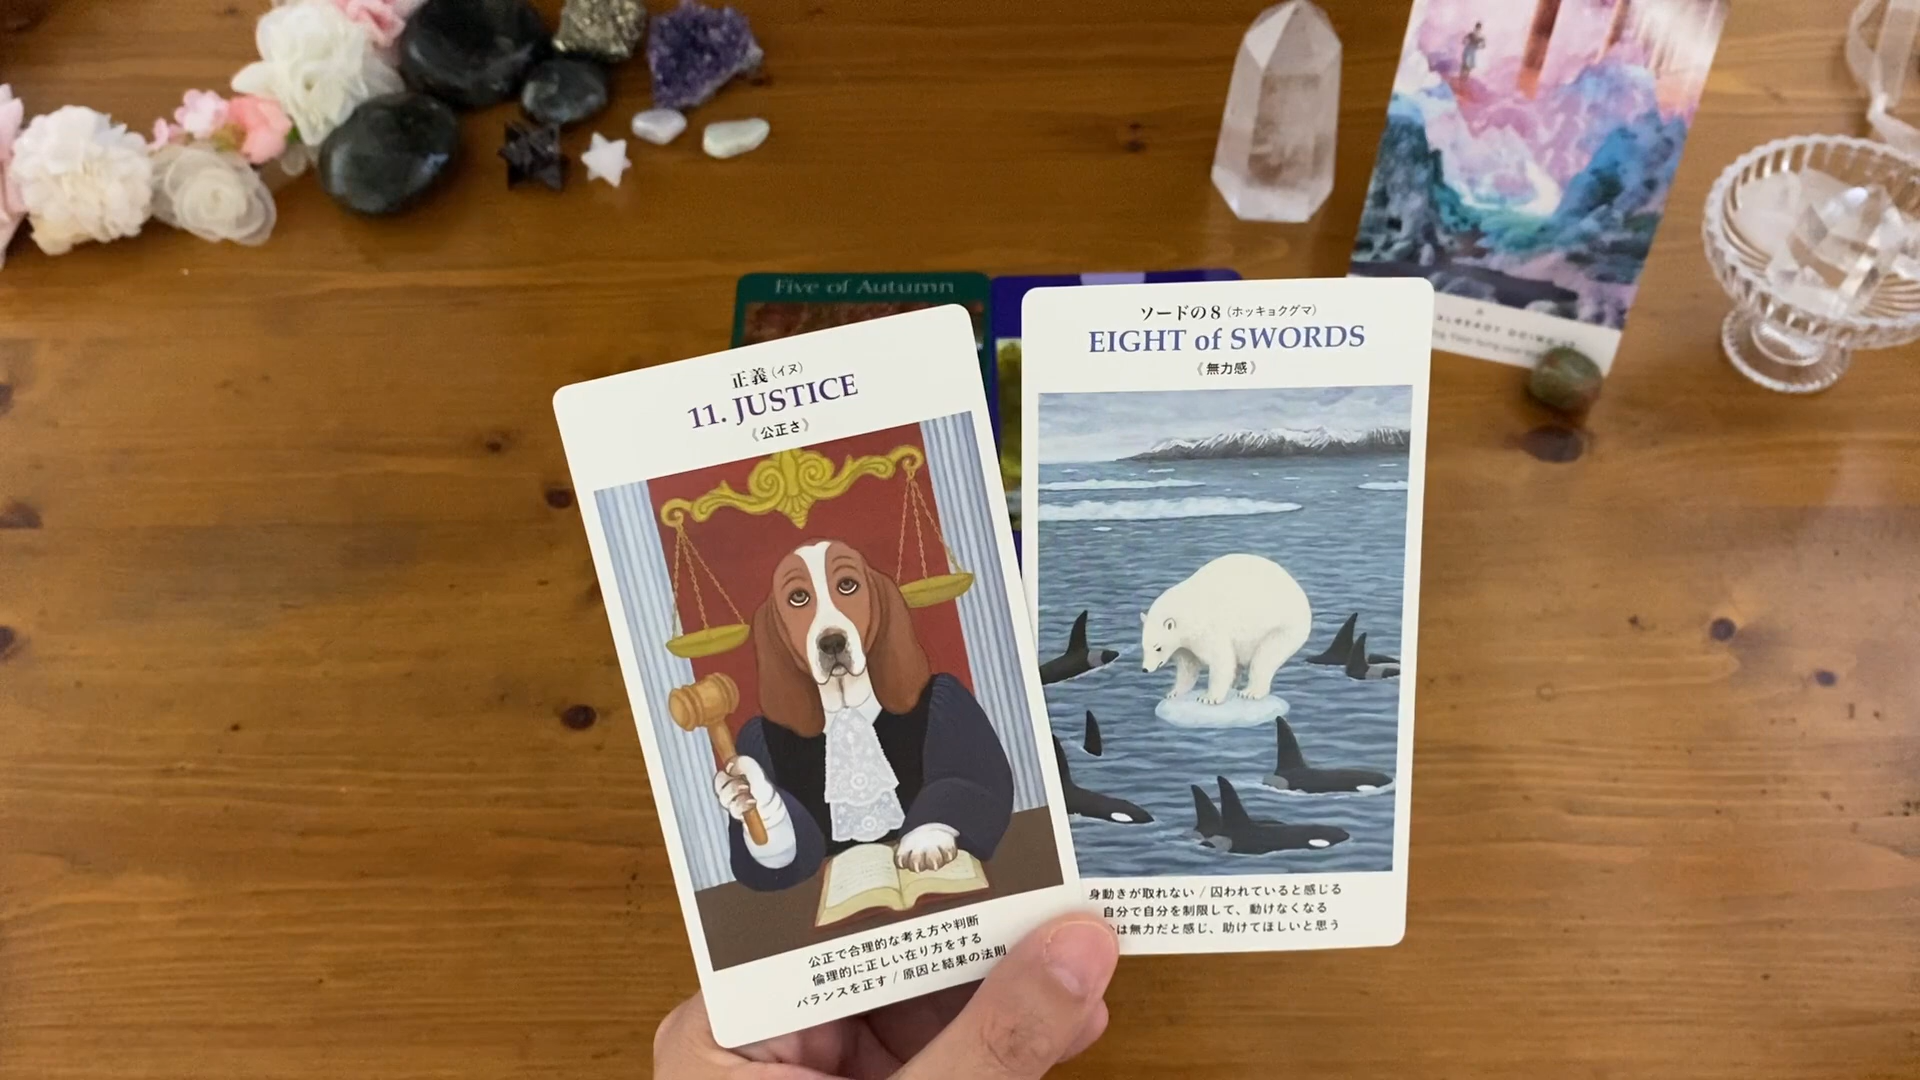 Five of Autumn
正義(イヌ)
11. JUSTICE
《公正さ》
公正で合理的な考え方や判断
倫理的に正しい在り方をする
バランスを正す / 原因と結果の法則
ソードの8(ホッキョクグマ)
EIGHT of SWORDS
《無力感》
身動きが取れない / 囚われていると感じる
自分で自分を制限して、動けなくなる
は無力だと感じ、助けてほしいと思う
ALREADY DOING IT